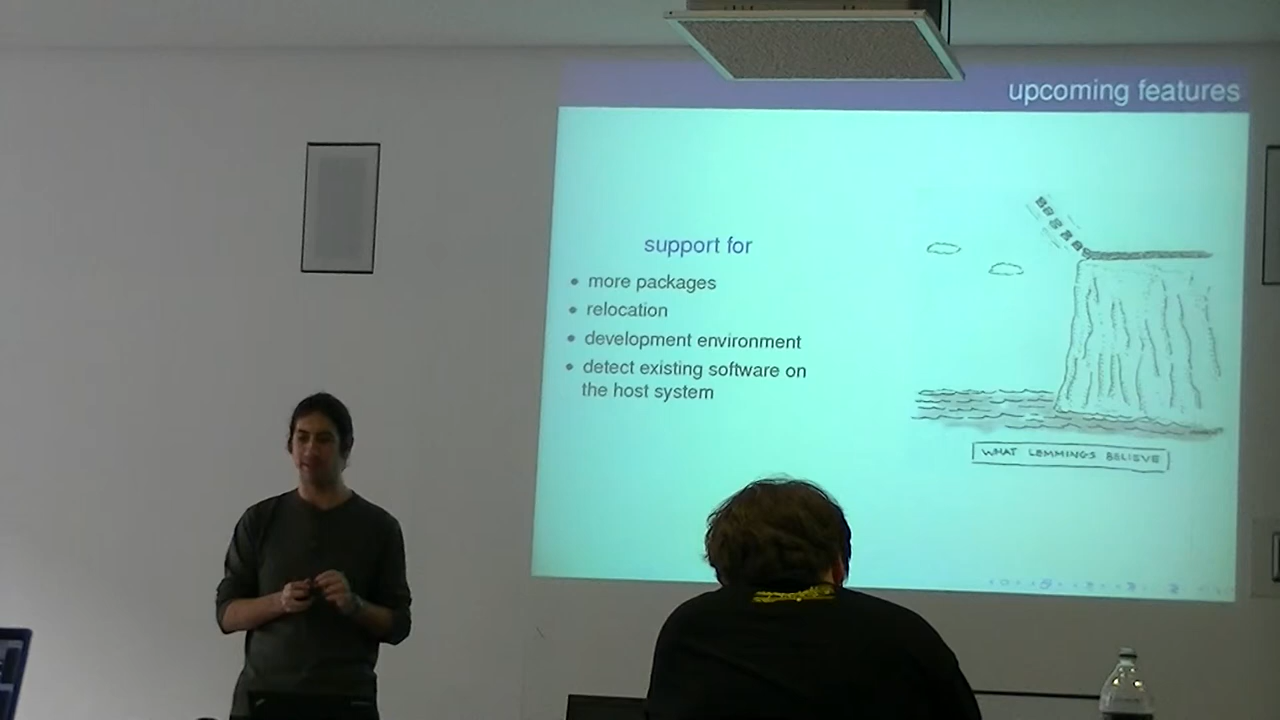 upcoming features
support for
more packages
relocation
development environment
detect existing software on
the host system
WHAT LEMMINGS BELIEVE